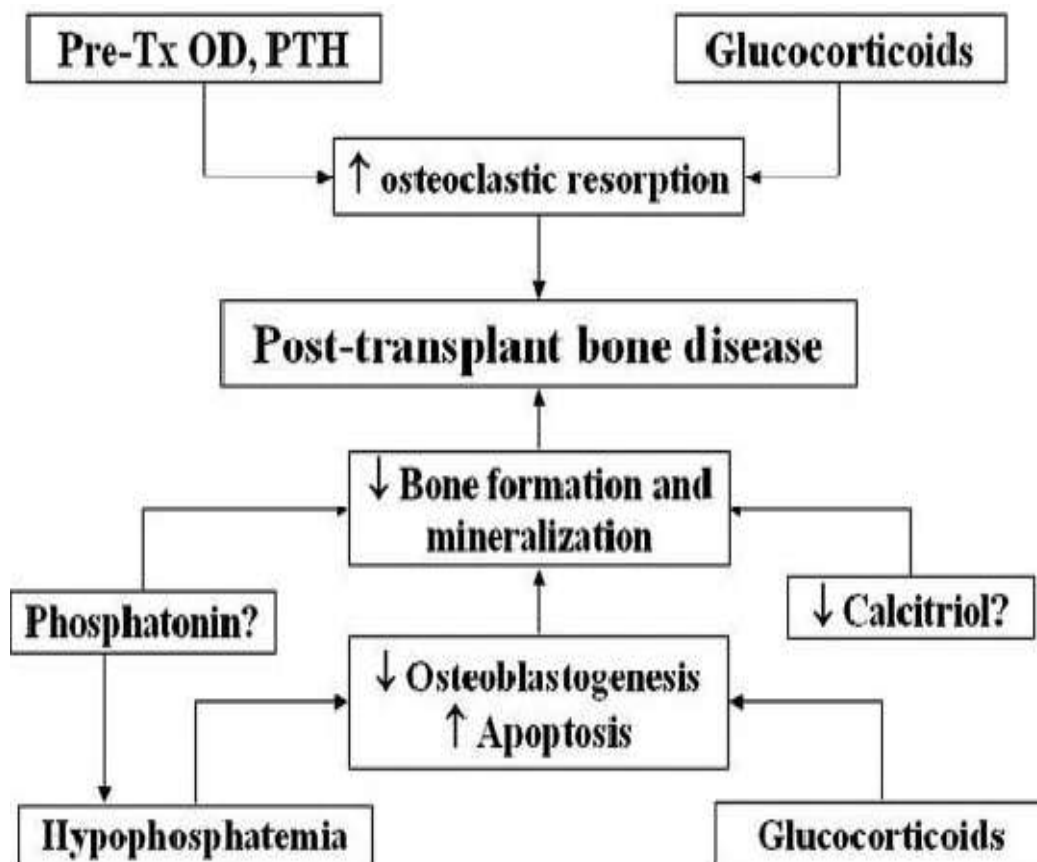 Pre-Tx OD, PTH
Glucocorticoids
↑ osteoclastic resorption
Post-transplant bone disease
↓ Bone formation and
mineralization
Phosphatonin?
↓ Calcitriol?
↓ Osteoblastogenesis
↑ Apoptosis
Hypophosphatemia
Glucocorticoids